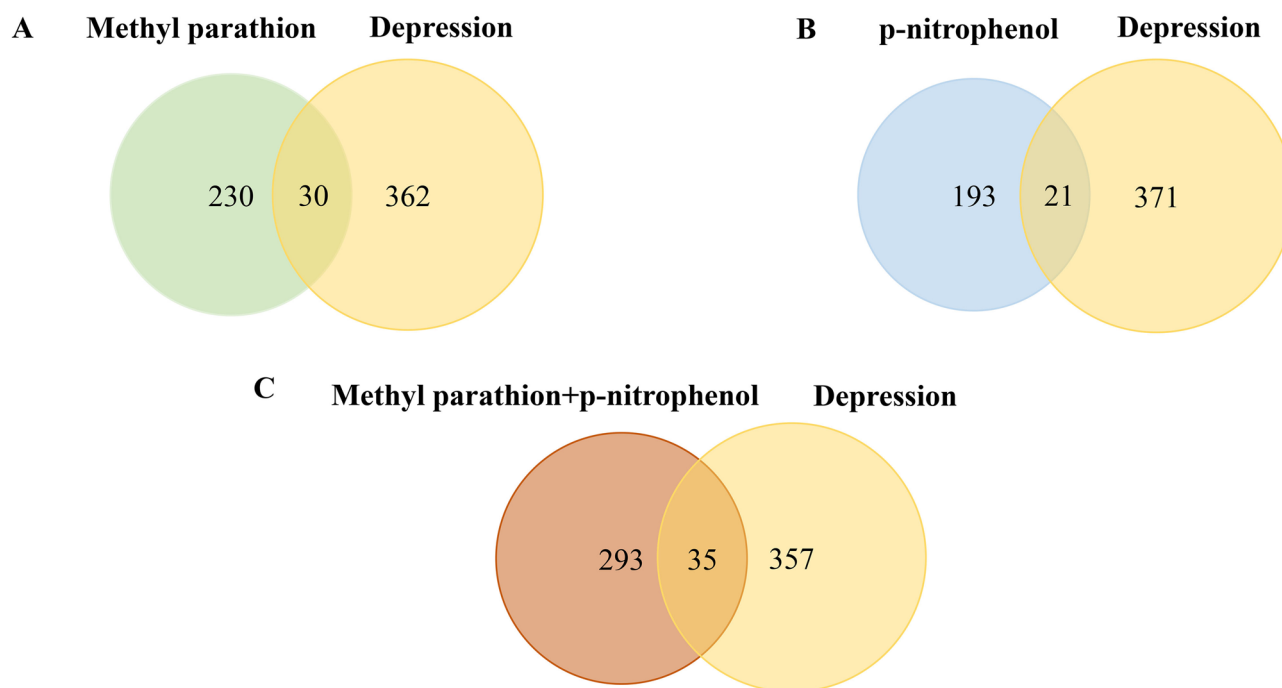 A Methyl parathion Depression
230 30 362
B p-nitrophenol Depression
193 21 371
C Methyl parathion+p-nitrophenol Depression
293 35 357